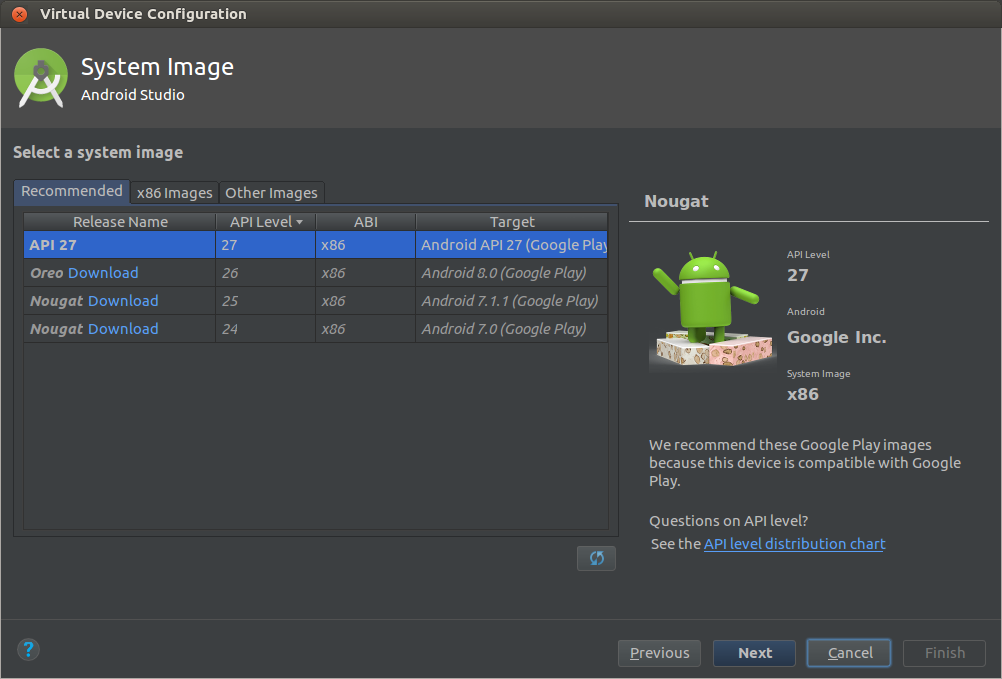 Virtual Device Configuration
System Image
Android Studio
Select a system image
Recommended x86 Images Other Images
Release Name API Level ABI Target
API 27 27 x86 Android API 27 (Google Play
Oreo Download 26 x86 Android 8.0 (Google Play)
Nougat Download 25 x86 Android 7.1.1 (Google Play)
Nougat Download 24 x86 Android 7.0 (Google Play)
Nougat
API Level
27
Android
Google Inc.
System Image
x86
We recommend these Google Play images
because this device is compatible with Google
Play.
Questions on API level?
See the API level distribution chart
?
Previous Next Cancel Finish